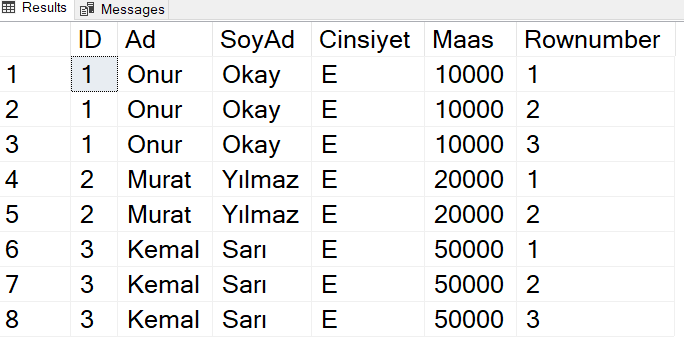 Results Messages
ID Ad SoyAd Cinsiyet Maas Rownumber
1 1 Onur Okay E 10000 1
2 1 Onur Okay E 10000 2
3 1 Onur Okay E 10000 3
4 2 Murat Yılmaz E 20000 1
5 2 Murat Yılmaz E 20000 2
6 3 Kemal Sarı E 50000 1
7 3 Kemal Sarı E 50000 2
8 3 Kemal Sarı E 50000 3